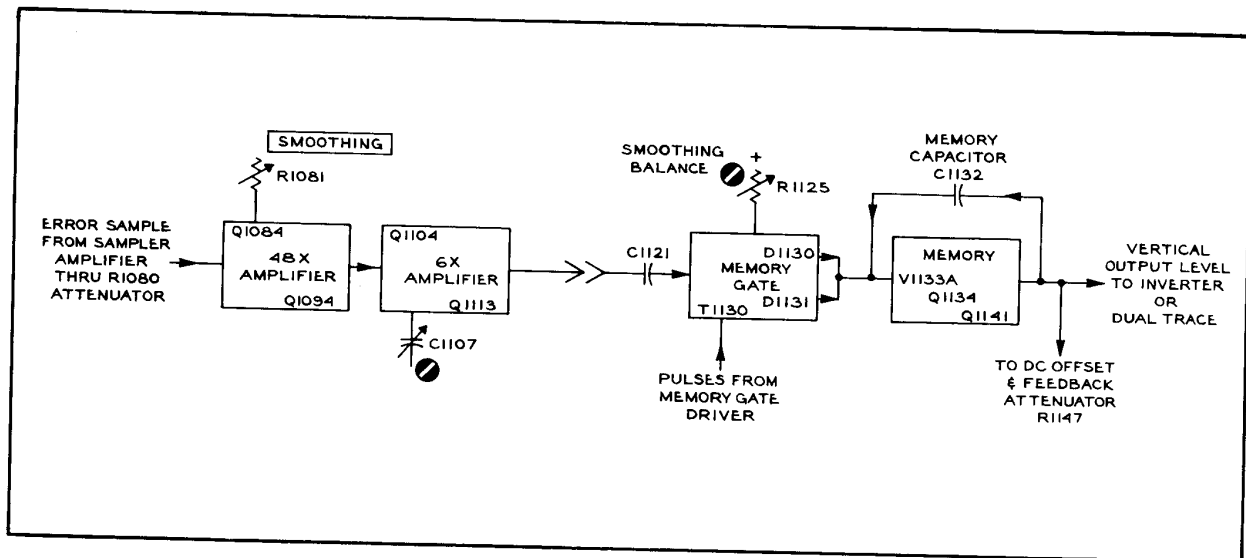 SMOOTHING
R1081
ERROR SAMPLE
FROM SAMPLER
AMPLIFIER
THRU R1080
ATTENUATOR
Q1084
48X
AMPLIFIER
Q1094
Q1104
6X
AMPLIFIER
Q1113
C1107
C1121
SMOOTHING
BALANCE
+
R1125
D1130
MEMORY
GATE
D1131
T1130
PULSES FROM
MEMORY GATE
DRIVER
MEMORY
CAPACITOR
C1132
MEMORY
V1133A
Q1134
Q1141
VERTICAL
OUTPUT LEVEL
TO INVERTER
OR
DUAL TRACE
TO DC OFFSET
& FEEDBACK
ATTENUATOR
R1147